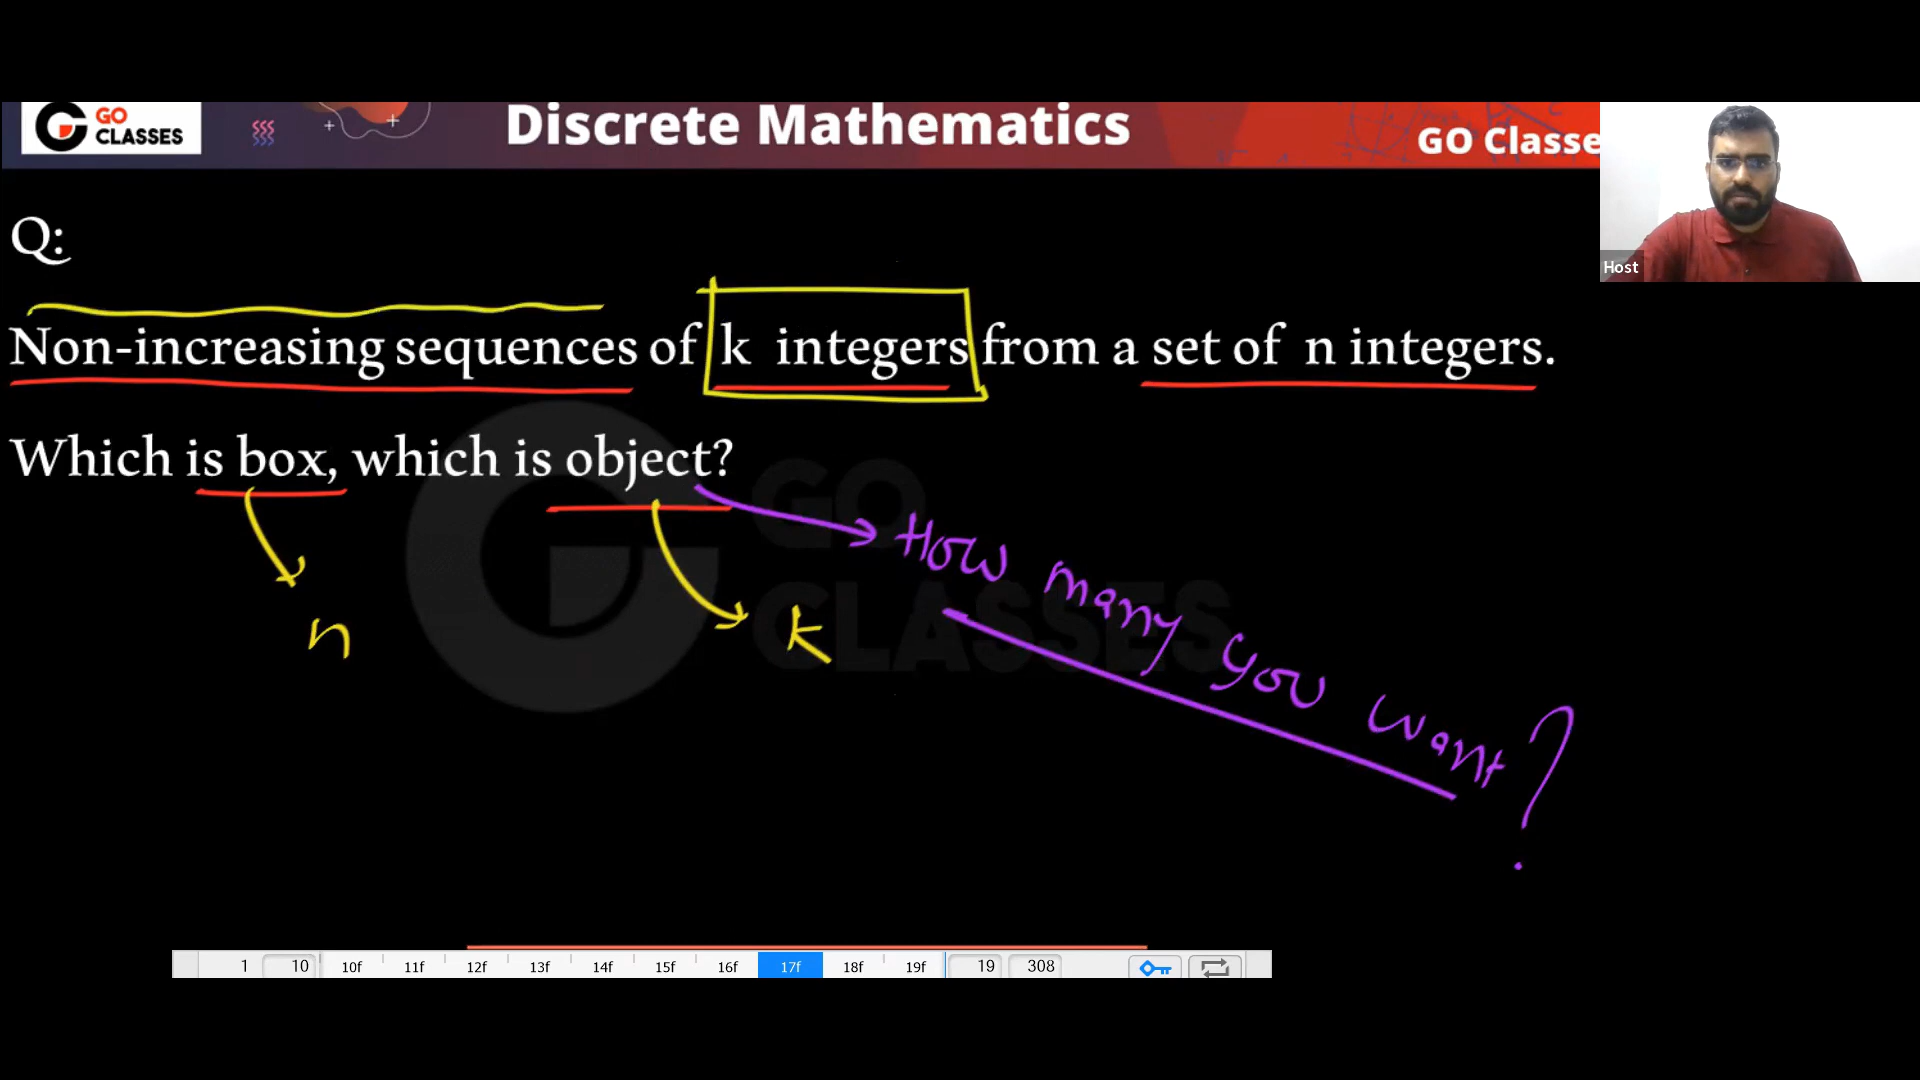 GO
CLASSES
Discrete Mathematics
GO Classe
Host
Q:
Non-increasing sequences of k integers from a set of n integers.
Which is box, which is object?
How many you want?
n
k
GO
CLASSES
1 10 10f 11f 12f 13f 14f 15f 16f 17f 18f 19f 19 308